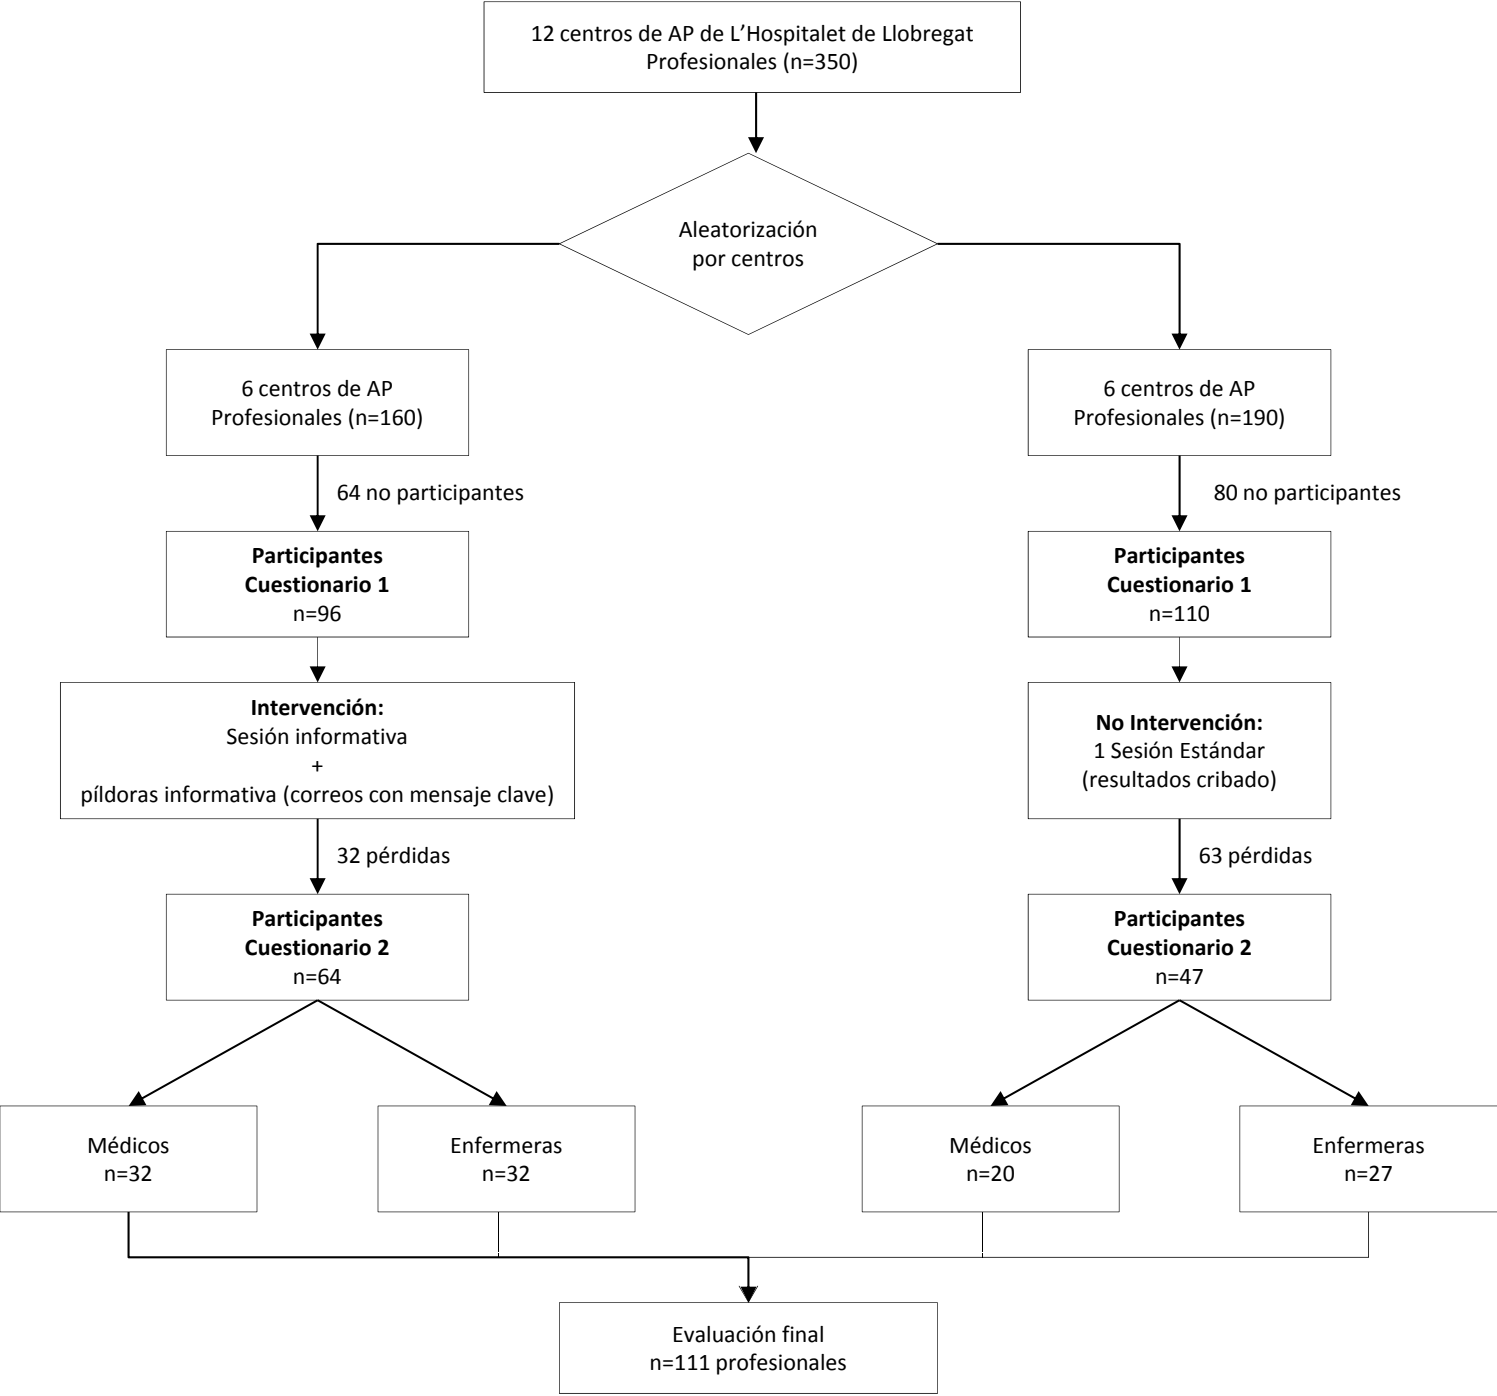 12 centros de AP de L’Hospitalet de Llobregat
Profesionales (n=350)
Aleatorización
por centros
6 centros de AP
Profesionales (n=160)
6 centros de AP
Profesionales (n=190)
64 no participantes
80 no participantes
Participantes
Cuestionario 1
n=96
Participantes
Cuestionario 1
n=110
Intervención:
Sesión informativa
+
píldoras informativa (correos con mensaje clave)
No Intervención:
1 Sesión Estándar
(resultados cribado)
32 pérdidas
63 pérdidas
Participantes
Cuestionario 2
n=64
Participantes
Cuestionario 2
n=47
Médicos
n=32
Enfermeras
n=32
Médicos
n=20
Enfermeras
n=27
Evaluación final
n=111 profesionales